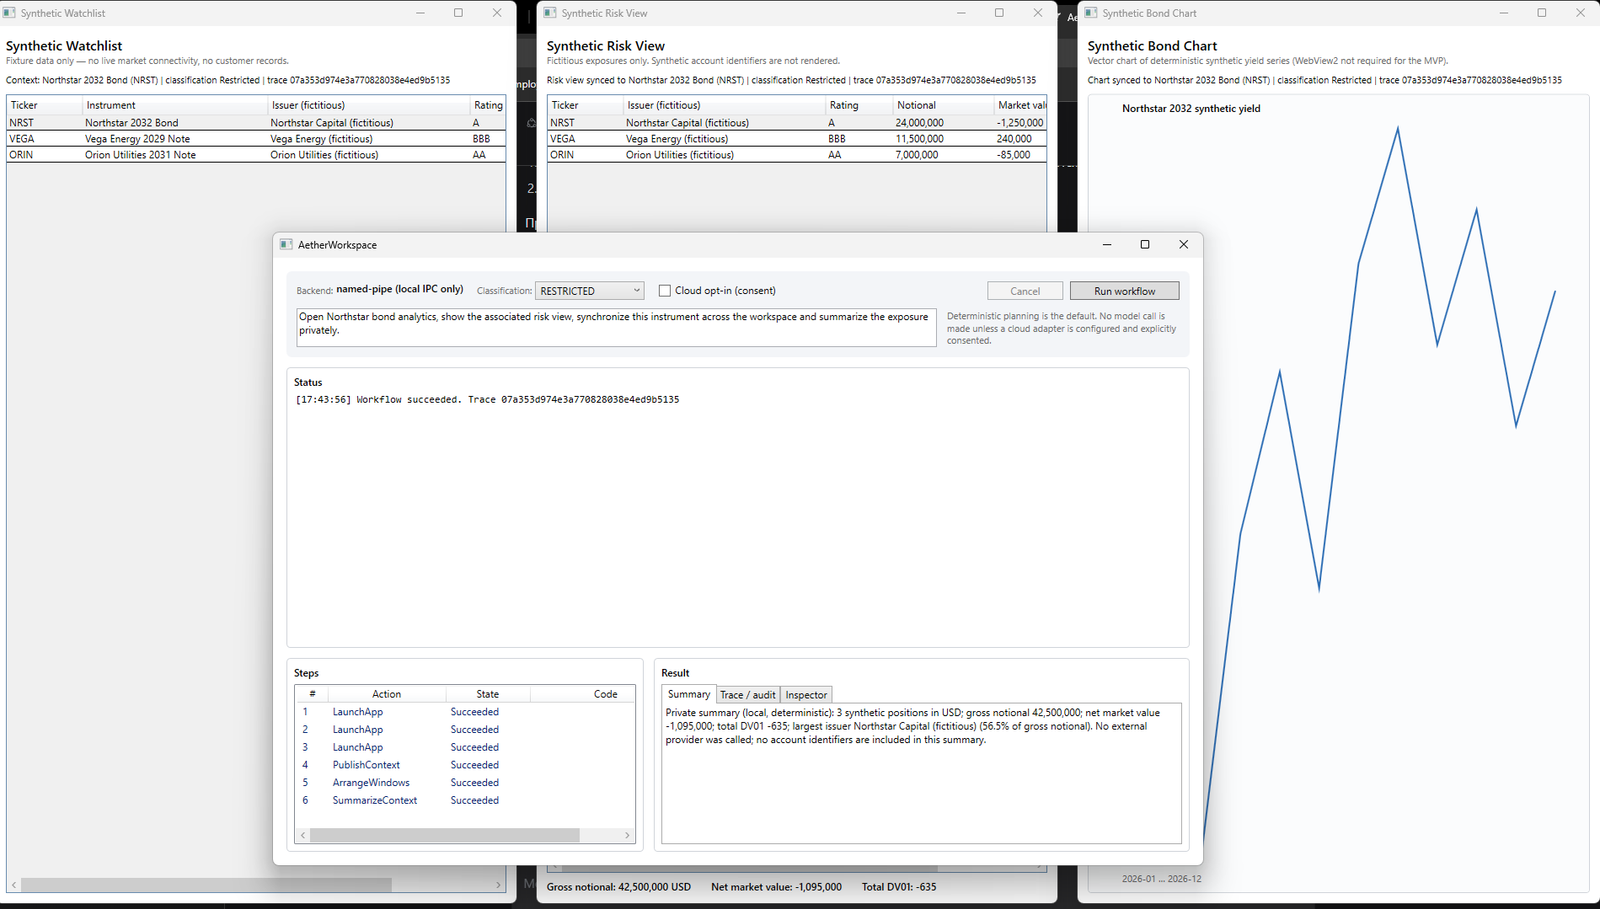 Synthetic Watchlist
Synthetic Watchlist
Fixture data only — no live market connectivity, no customer records.
Context: Northstar 2032 Bond (NRST) | classification Restricted | trace 07a353d974e3a770828038e4ed9b5135
Ticker Instrument Issuer (fictitious) Rating
NRST Northstar 2032 Bond Northstar Capital (fictitious) A
VEGA Vega Energy 2029 Note Vega Energy (fictitious) BBB
ORIN Orion Utilities 2031 Note Orion Utilities (fictitious) AA
Synthetic Risk View
Synthetic Risk View
Fictitious exposures only. Synthetic account identifiers are not rendered.
Risk view synced to Northstar 2032 Bond (NRST) | classification Restricted | trace 07a353d974e3a770828038e4ed9b5135
Ticker Issuer (fictitious) Rating Notional Market val
NRST Northstar Capital (fictitious) A 24,000,000 -1,250,000
VEGA Vega Energy (fictitious) BBB 11,500,000 240,000
ORIN Orion Utilities (fictitious) AA 7,000,000 -85,000
Gross notional: 42,500,000 USD Net market value: -1,095,000 Total DV01: -635
Synthetic Bond Chart
Synthetic Bond Chart
Vector chart of deterministic synthetic yield series (WebView2 not required for the MVP).
Chart synced to Northstar 2032 Bond (NRST) | classification Restricted | trace 07a353d974e3a770828038e4ed9b5135
Northstar 2032 synthetic yield
2026-01 ... 2026-12
AetherWorkspace
Backend: named-pipe (local IPC only) Classification: RESTRICTED Cloud opt-in (consent) Cancel Run workflow
Open Northstar bond analytics, show the associated risk view, synchronize this instrument across the workspace and summarize the exposure
privately.
Deterministic planning is the default. No model call is
made unless a cloud adapter is configured and explicitly
consented.
Status
[17:43:56] Workflow succeeded. Trace 07a353d974e3a770828038e4ed9b5135
Steps
# Action State Code
1 LaunchApp Succeeded
2 LaunchApp Succeeded
3 LaunchApp Succeeded
4 PublishContext Succeeded
5 ArrangeWindows Succeeded
6 SummarizeContext Succeeded
Result
Summary Trace / audit Inspector
Private summary (local, deterministic): 3 synthetic positions in USD; gross notional 42,500,000; net market value
-1,095,000; total DV01 -635; largest issuer Northstar Capital (fictitious) (56.5% of gross notional). No external
provider was called; no account identifiers are included in this summary.